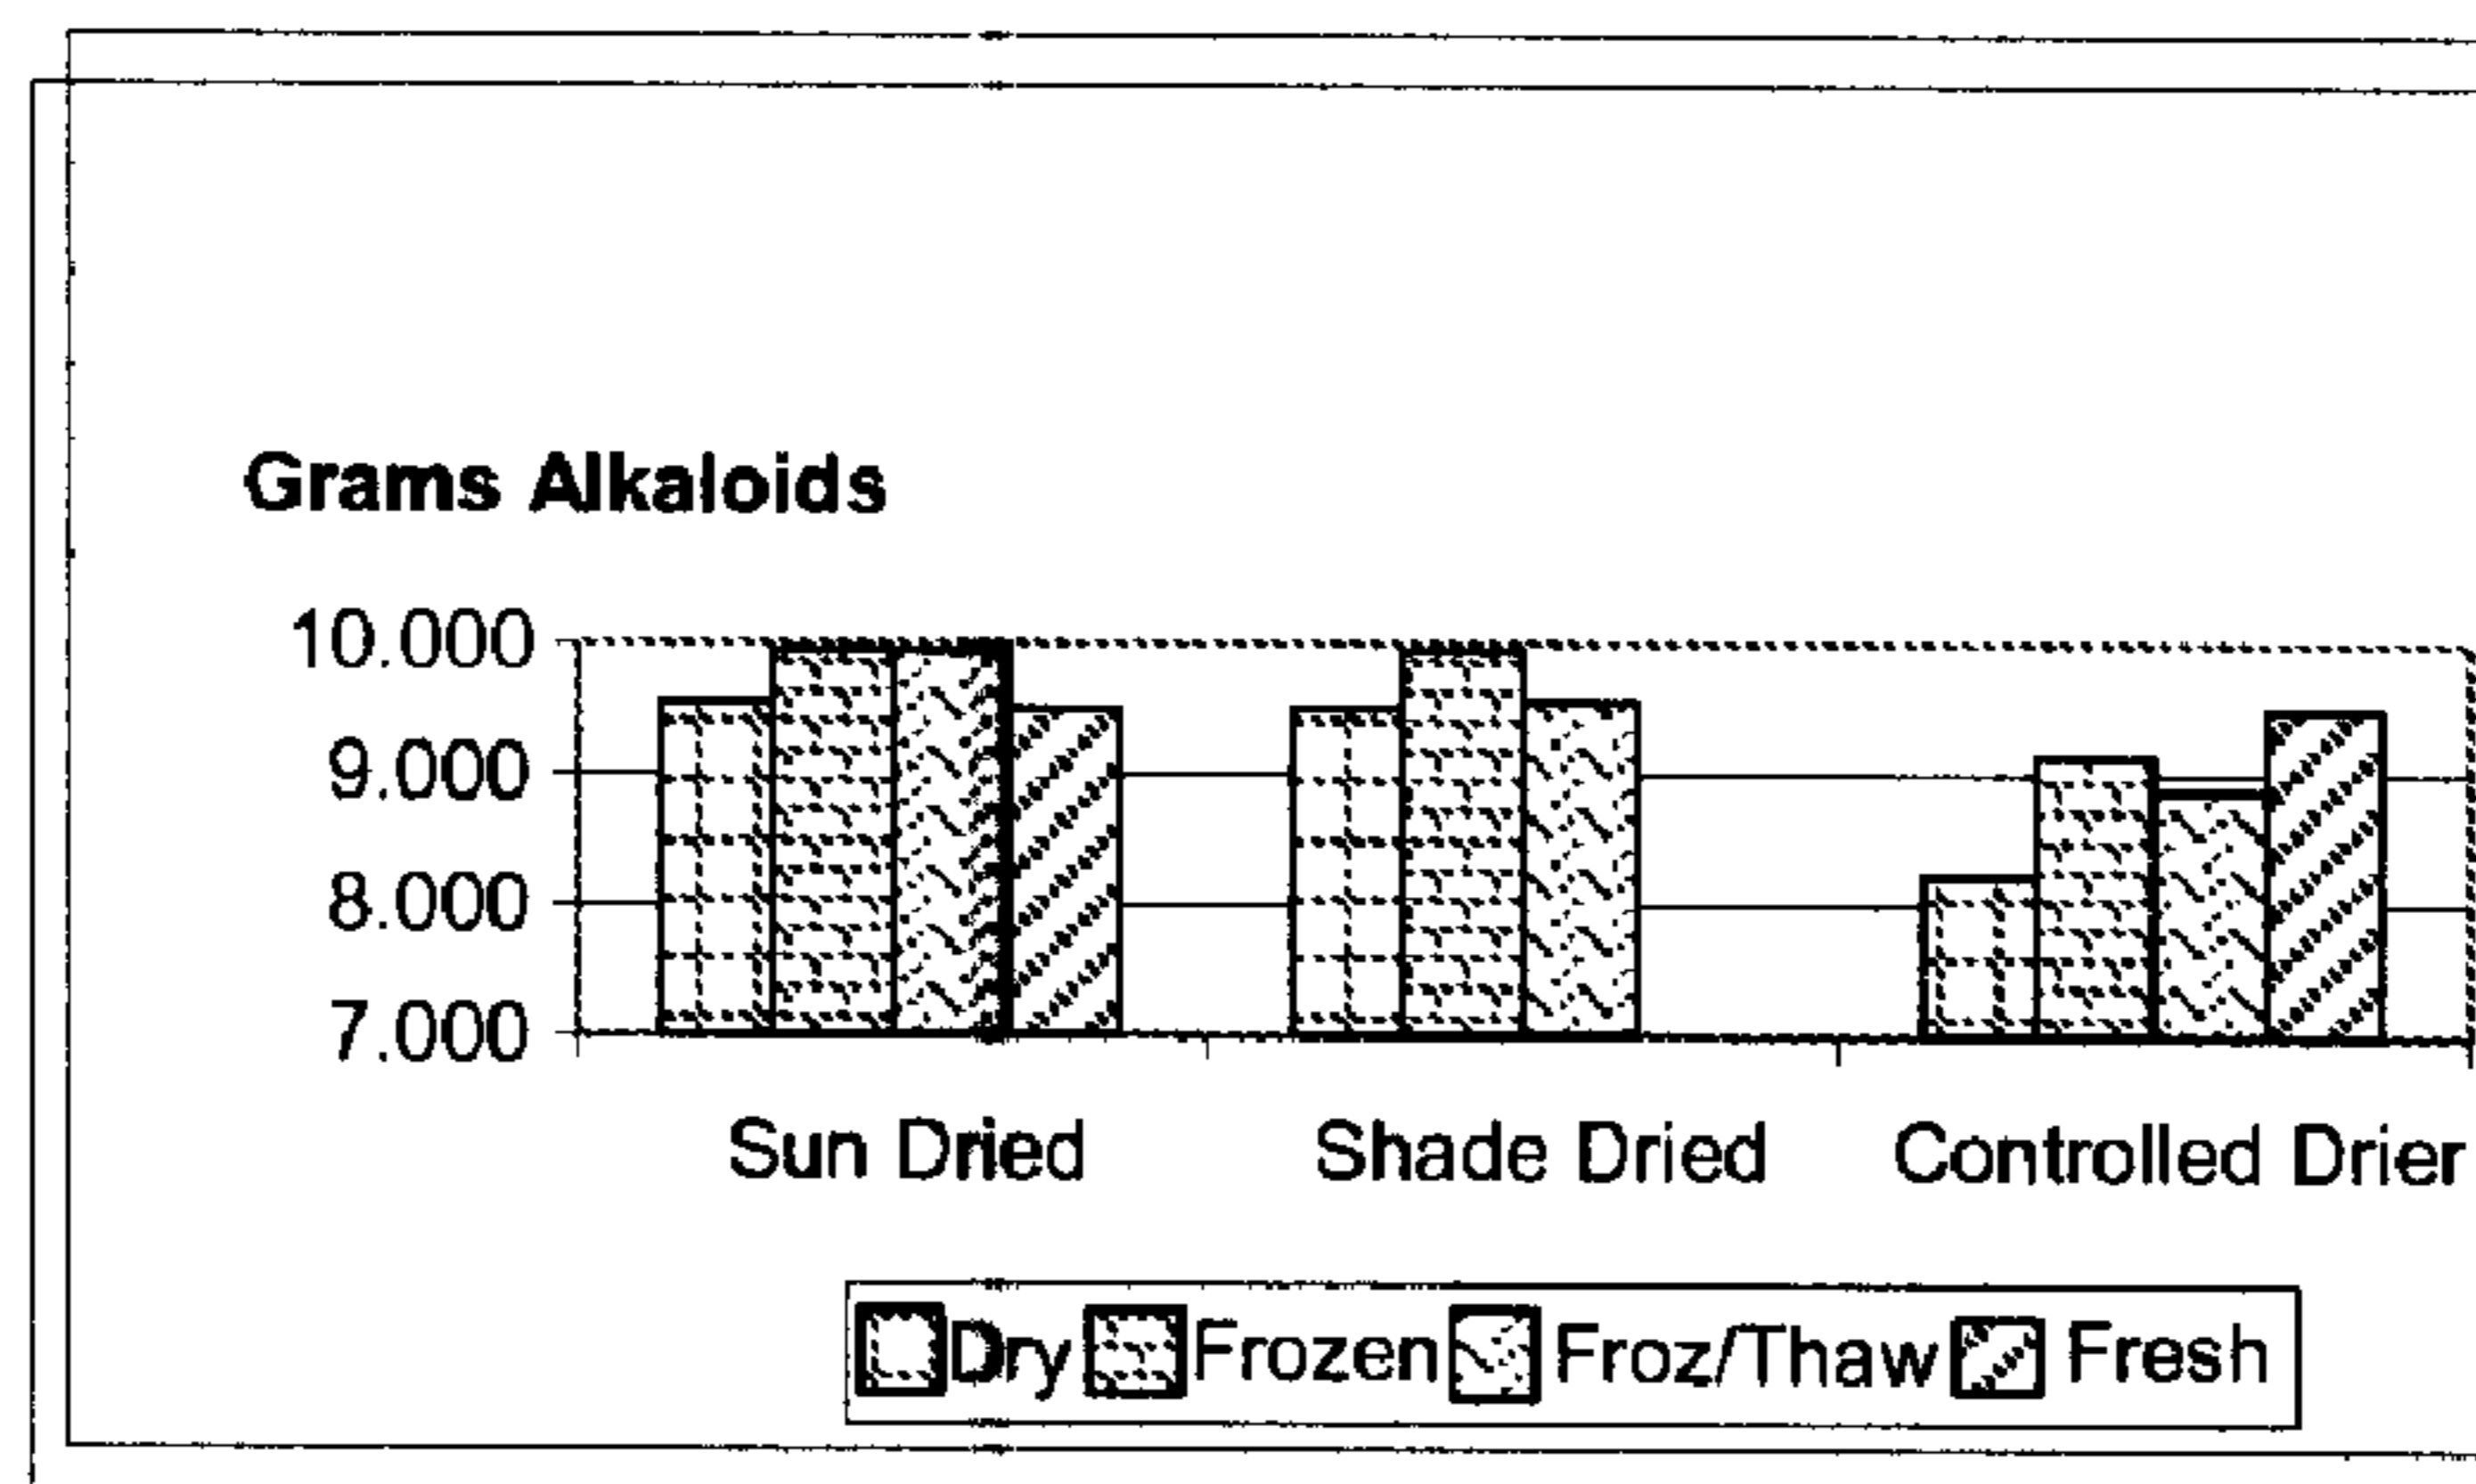 Grams Alkaloids
10.000
9.000
8.000
7.000
Sun Dried Shade Dried Controlled Drier
Dry Frozen Froz/Thaw Fresh